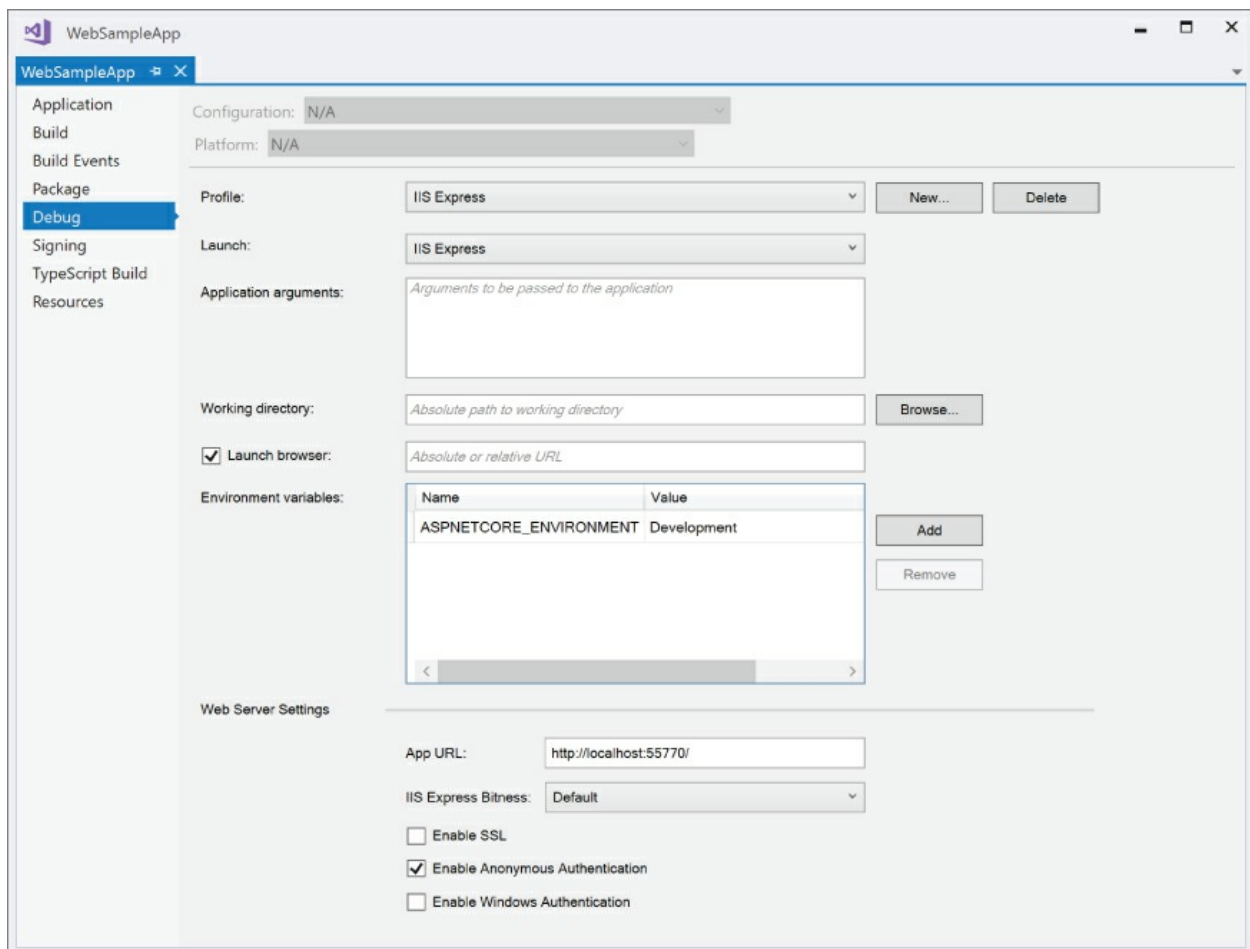 WebSampleApp
WebSampleApp
Application
Build
Build Events
Package
Debug
Signing
TypeScript Build
Resources
Configuration: N/A
Platform: N/A
Profile: IIS Express New... Delete
Launch: IIS Express
Application arguments: Arguments to be passed to the application
Working directory: Absolute path to working directory Browse...
Launch browser: Absolute or relative URL
Environment variables: Name Value
ASPNETCORE_ENVIRONMENT Development Add
Remove
Web Server Settings
App URL: http://localhost:55770/
IIS Express Bitness: Default
Enable SSL
Enable Anonymous Authentication
Enable Windows Authentication